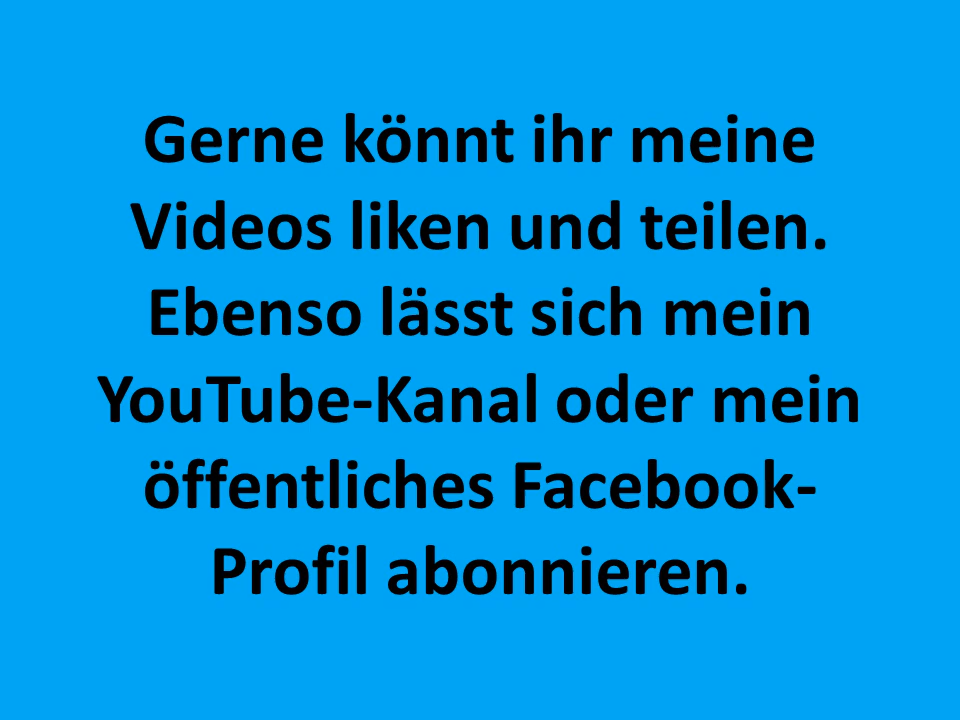 Gerne könnt ihr meine
Videos liken und teilen.
Ebenso lässt sich mein
YouTube-Kanal oder mein
öffentliches Facebook-
Profil abonnieren.